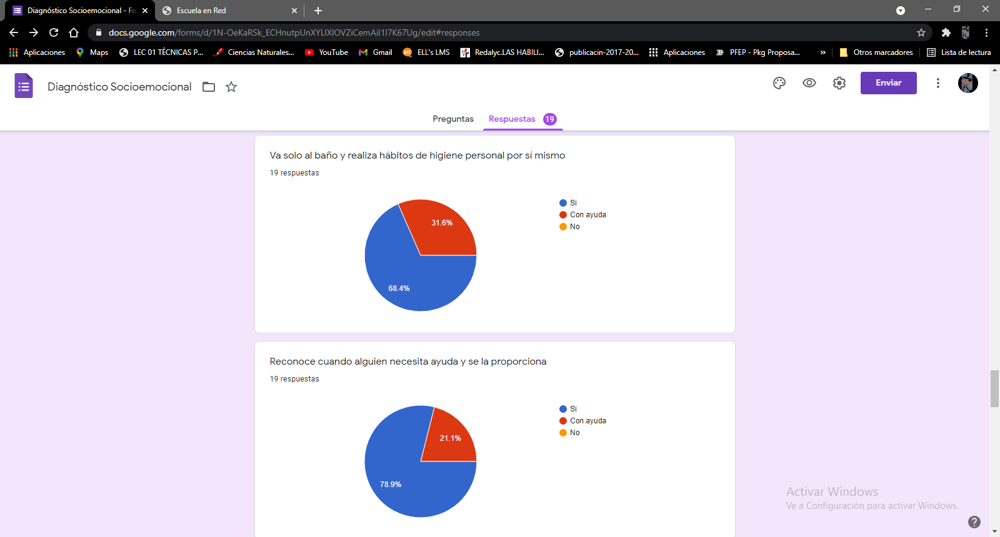 Diagnóstico Socioemocional - Fo
Escuela en Red
docs.google.com/forms/d/1N-OeKaRSk_ECHnutpUnXYLIXIOVZiCemAiI1I7K67Ug/edit#responses
Aplicaciones
Maps
LEC 01 TÉCNICAS P...
Ciencias Naturales...
YouTube
Gmail
ELL's LMS
Redalyc.LAS HABILI...
publicacin-2017-20...
Aplicaciones
PFEP - Pkg Proposa...
»
Otros marcadores
Lista de lectura
Diagnóstico Socioemocional
Enviar
Preguntas
Respuestas 19
Va solo al baño y realiza hábitos de higiene personal por sí mismo
19 respuestas
Si
Con ayuda
No
31.6%
68.4%
Reconoce cuando alguien necesita ayuda y se la proporciona
19 respuestas
Si
Con ayuda
No
21.1%
78.9%
Activar Windows
Ve a Configuración para activar Windows.